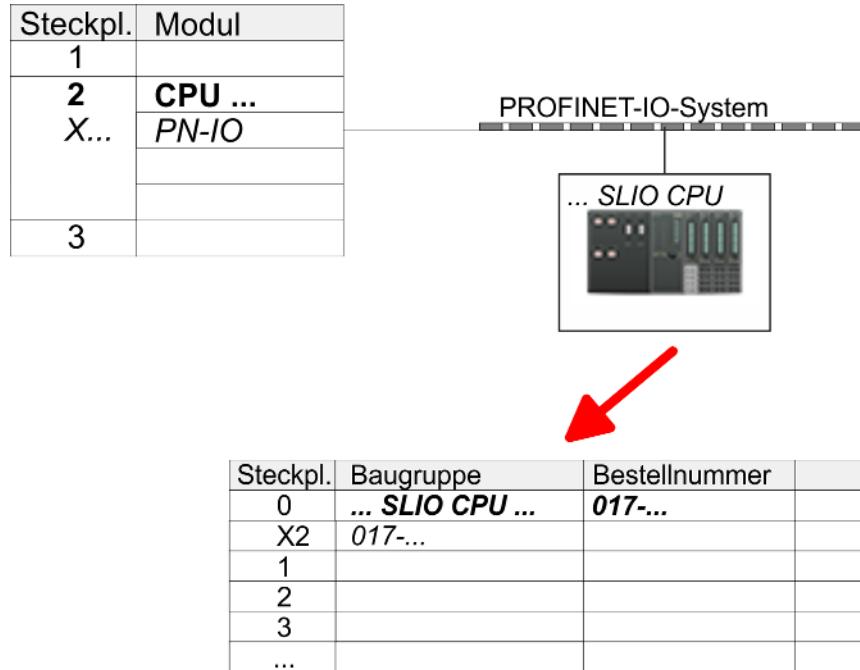 Steckpl. Modul
1
2 CPU ...
X... PN-IO
3
PROFINET-IO-System
... SLIO CPU
Steckpl. Baugruppe Bestellnummer
0 ... SLIO CPU ... 017-...
X2 017-...
1
2
3
...